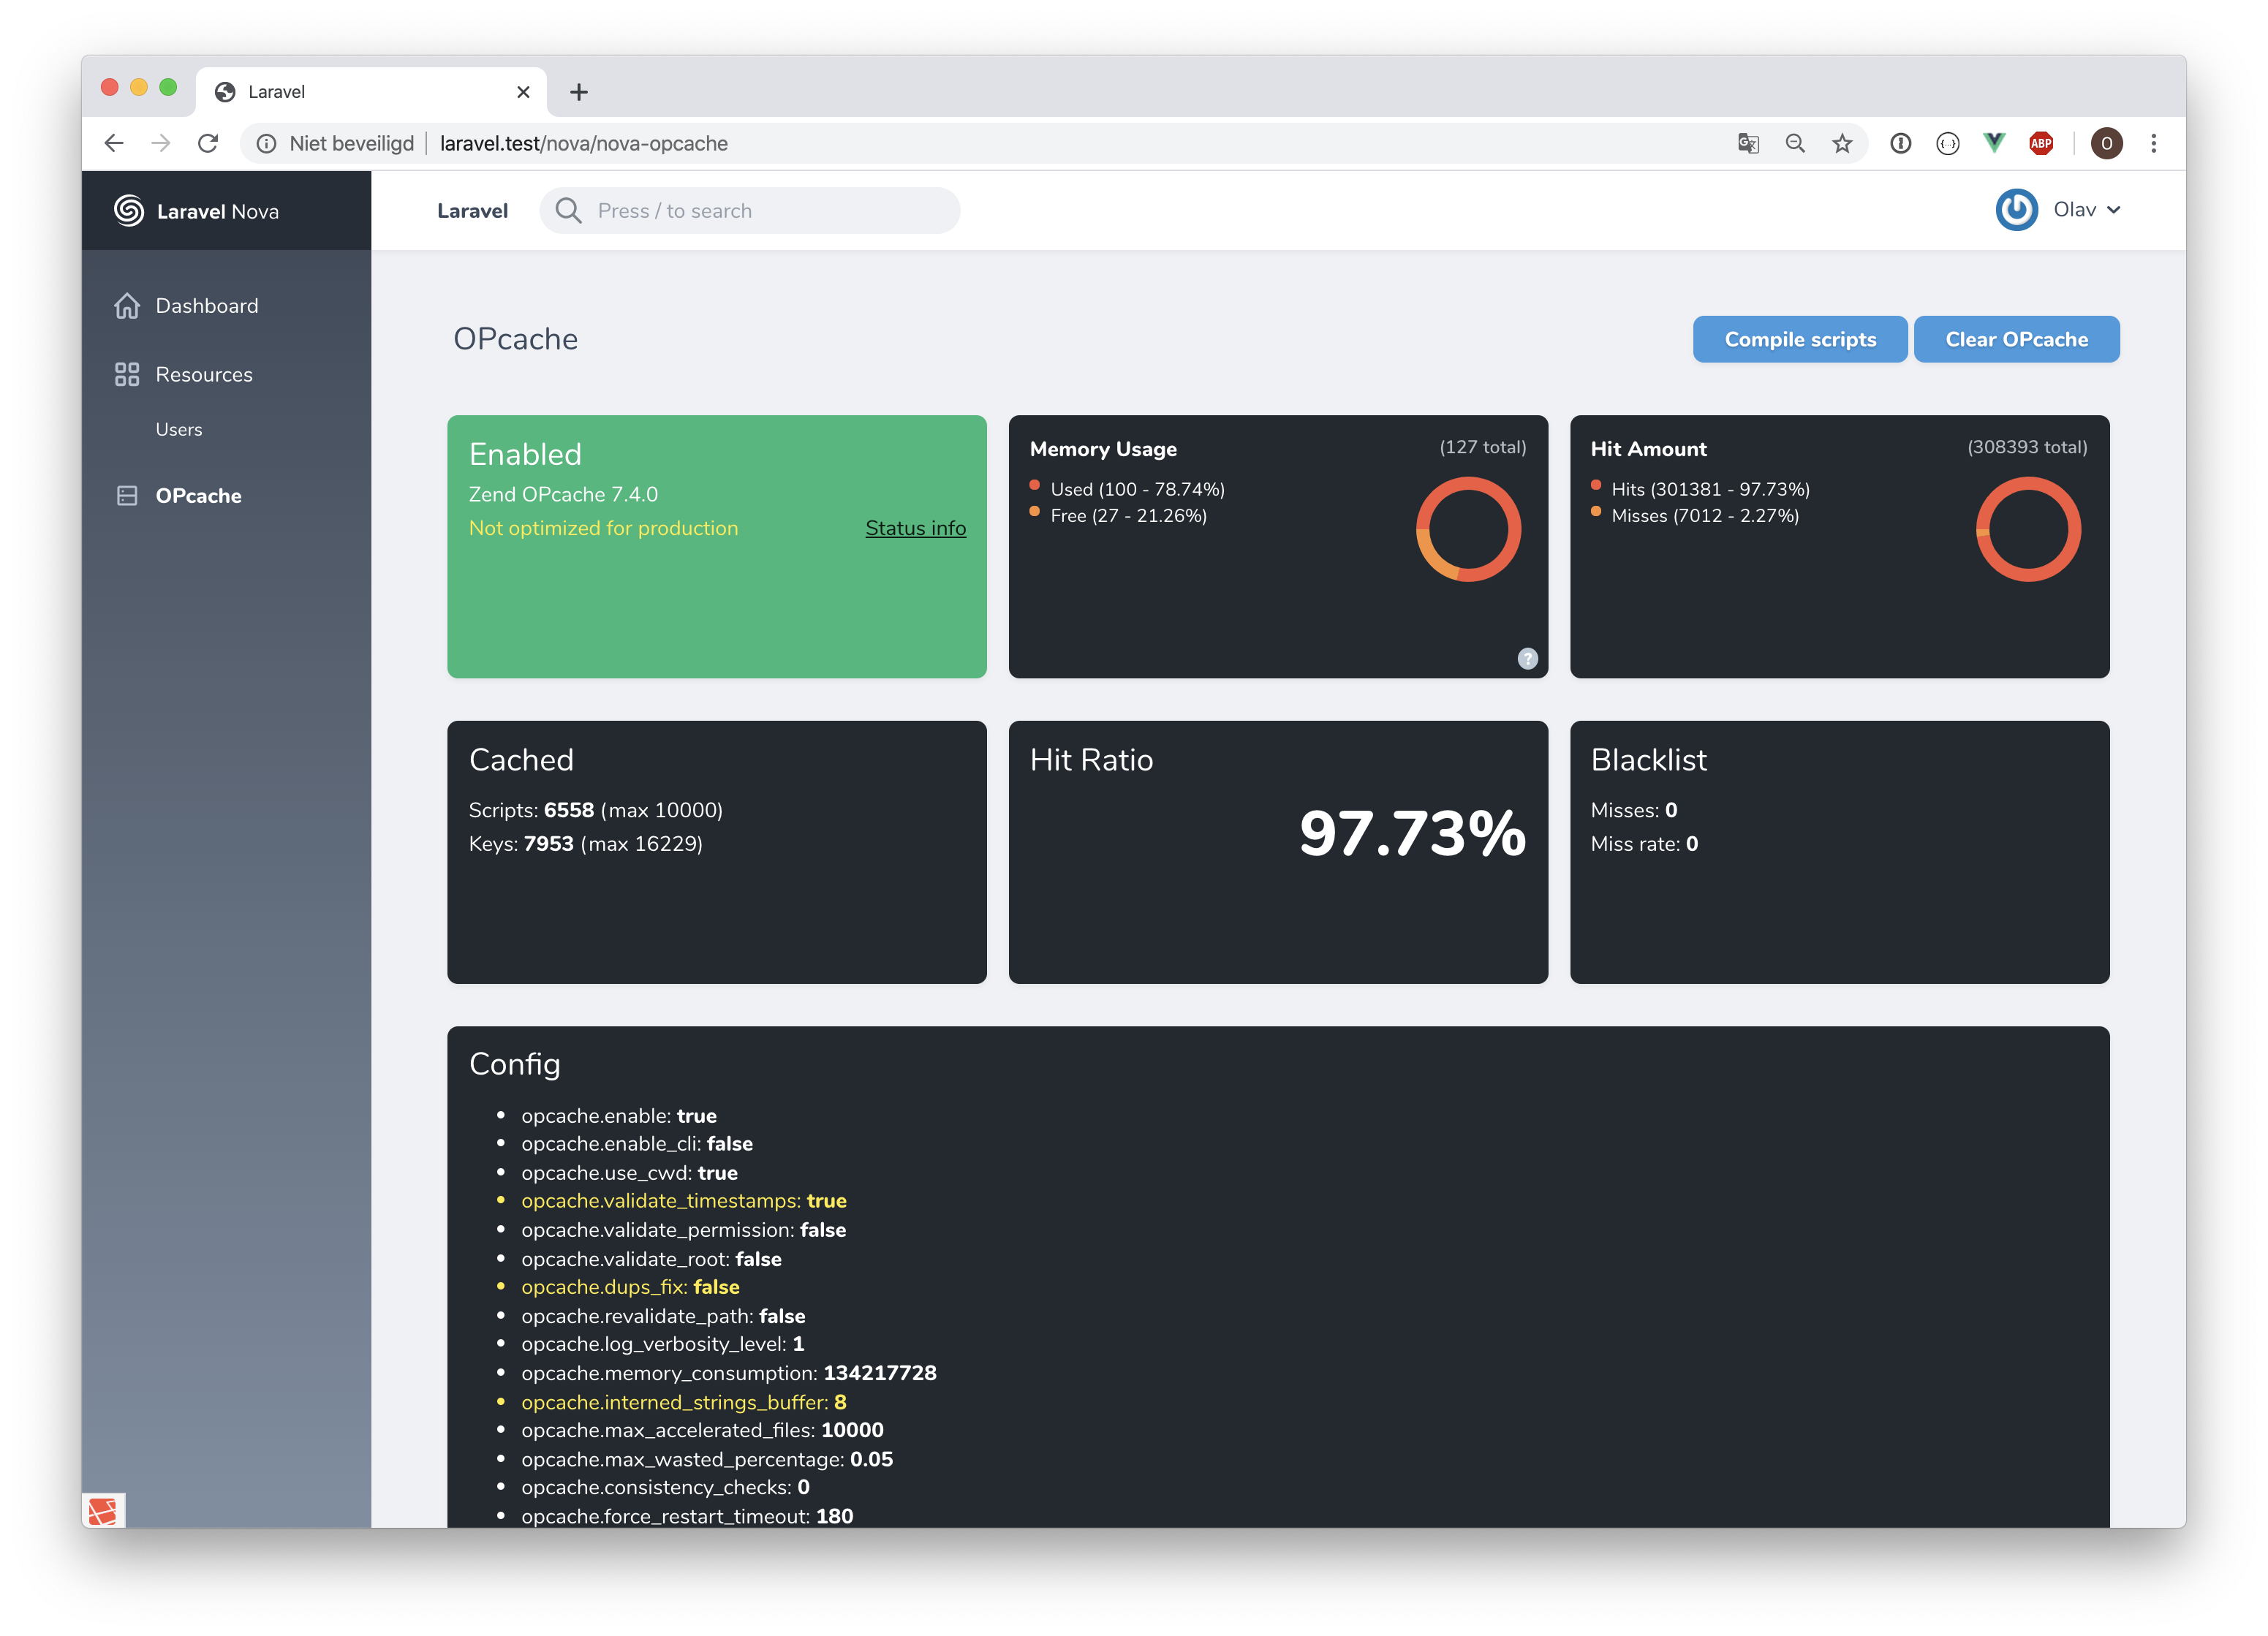 Laravel
Niet beveiligd laravel.test/nova/nova-opcache
ABP
O
Laravel Nova
Laravel
Press / to search
Olav
Dashboard
Resources
Users
OPcache
OPcache
Compile scripts
Clear OPcache
Enabled
Zend OPcache 7.4.0
Not optimized for production
Status info
Memory Usage
(127 total)
Used (100 - 78.74%)
Free (27 - 21.26%)
?
Hit Amount
(308393 total)
Hits (301381 - 97.73%)
Misses (7012 - 2.27%)
Cached
Scripts: 6558 (max 10000)
Keys: 7953 (max 16229)
Hit Ratio
97.73%
Blacklist
Misses: 0
Miss rate: 0
Config
opcache.enable: true
opcache.enable_cli: false
opcache.use_cwd: true
opcache.validate_timestamps: true
opcache.validate_permission: false
opcache.validate_root: false
opcache.dups_fix: false
opcache.revalidate_path: false
opcache.log_verbosity_level: 1
opcache.memory_consumption: 134217728
opcache.interned_strings_buffer: 8
opcache.max_accelerated_files: 10000
opcache.max_wasted_percentage: 0.05
opcache.consistency_checks: 0
opcache.force_restart_timeout: 180